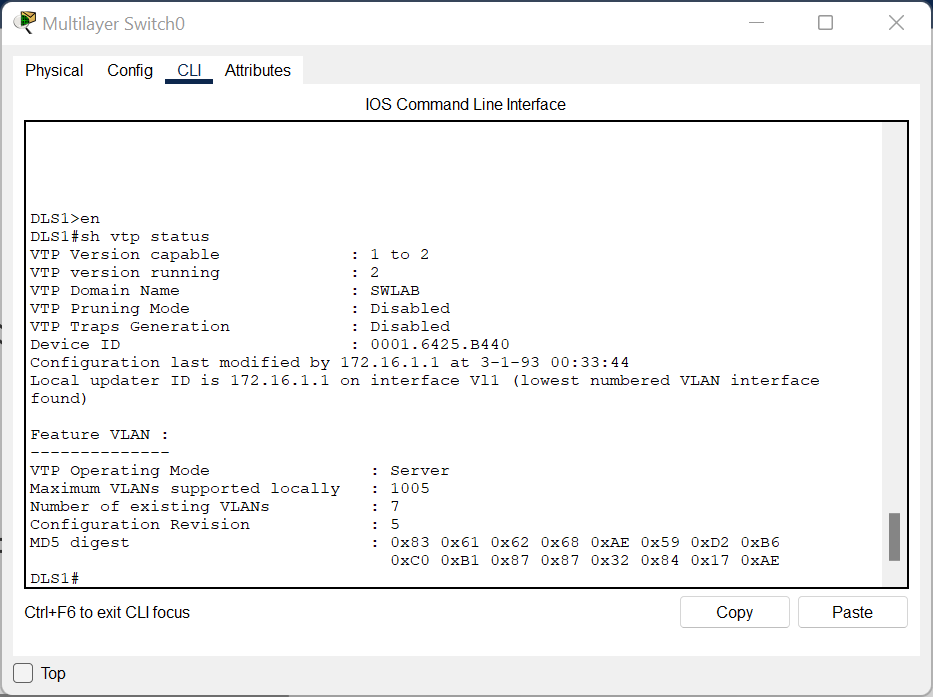 Multilayer Switch0
Physical Config CLI Attributes
IOS Command Line Interface
DLS1>en
DLS1#sh vtp status
VTP Version capable : 1 to 2
VTP version running : 2
VTP Domain Name : SWLAB
VTP Pruning Mode : Disabled
VTP Traps Generation : Disabled
Device ID : 0001.6425.B440
Configuration last modified by 172.16.1.1 at 3-1-93 00:33:44
Local updater ID is 172.16.1.1 on interface Vl1 (lowest numbered VLAN interface
found)
Feature VLAN :
--------------
VTP Operating Mode : Server
Maximum VLANs supported locally : 1005
Number of existing VLANs : 7
Configuration Revision : 5
MD5 digest : 0x83 0x61 0x62 0x68 0xAE 0x59 0xD2 0xB6
0xC0 0xB1 0x87 0x87 0x32 0x84 0x17 0xAE
DLS1#
Ctrl+F6 to exit CLI focus
Copy Paste
Top